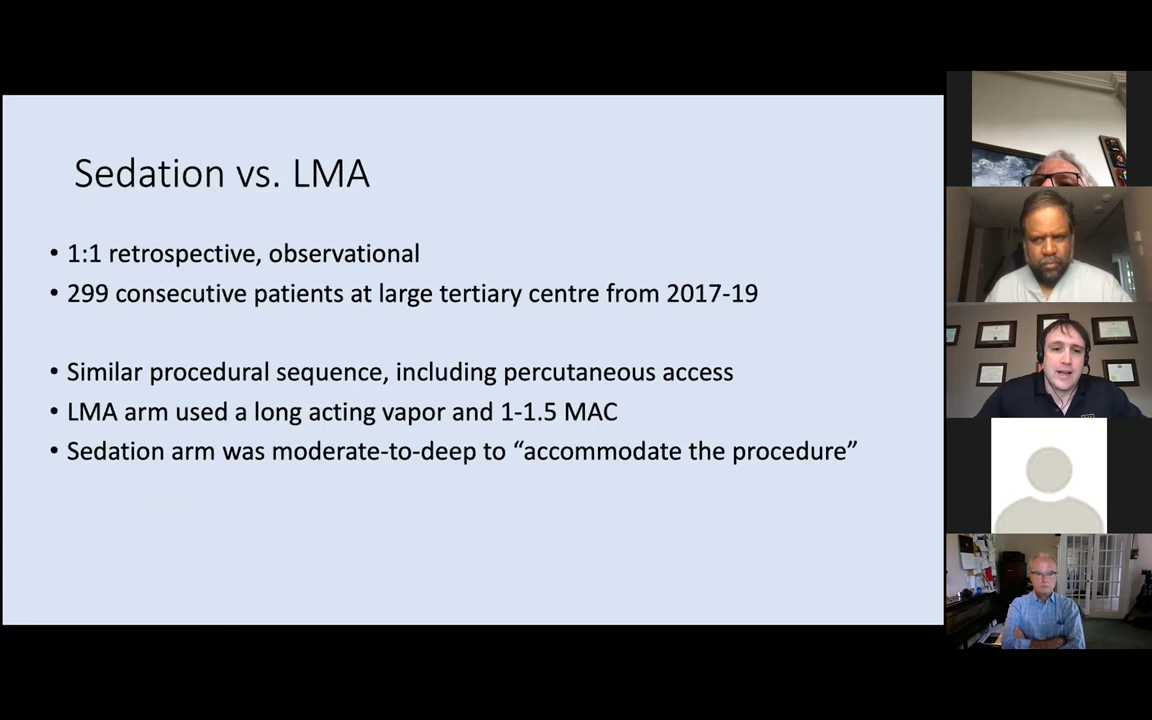 Sedation vs. LMA
• 1:1 retrospective, observational
• 299 consecutive patients at large tertiary centre from 2017-19
• Similar procedural sequence, including percutaneous access
• LMA arm used a long acting vapor and 1-1.5 MAC
• Sedation arm was moderate-to-deep to “accommodate the procedure”